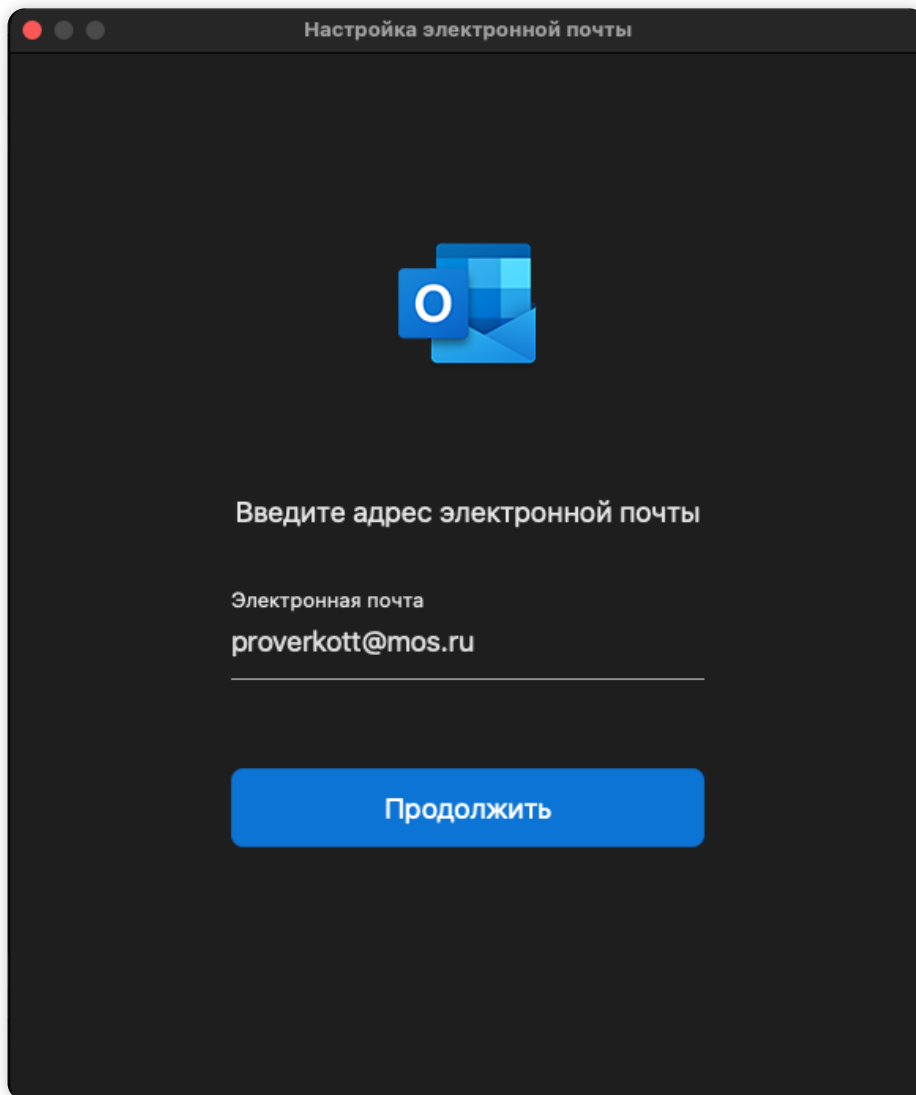 Настройка электронной почты
O
Введите адрес электронной почты
Электронная почта
proverkott@mos.ru
Продолжить